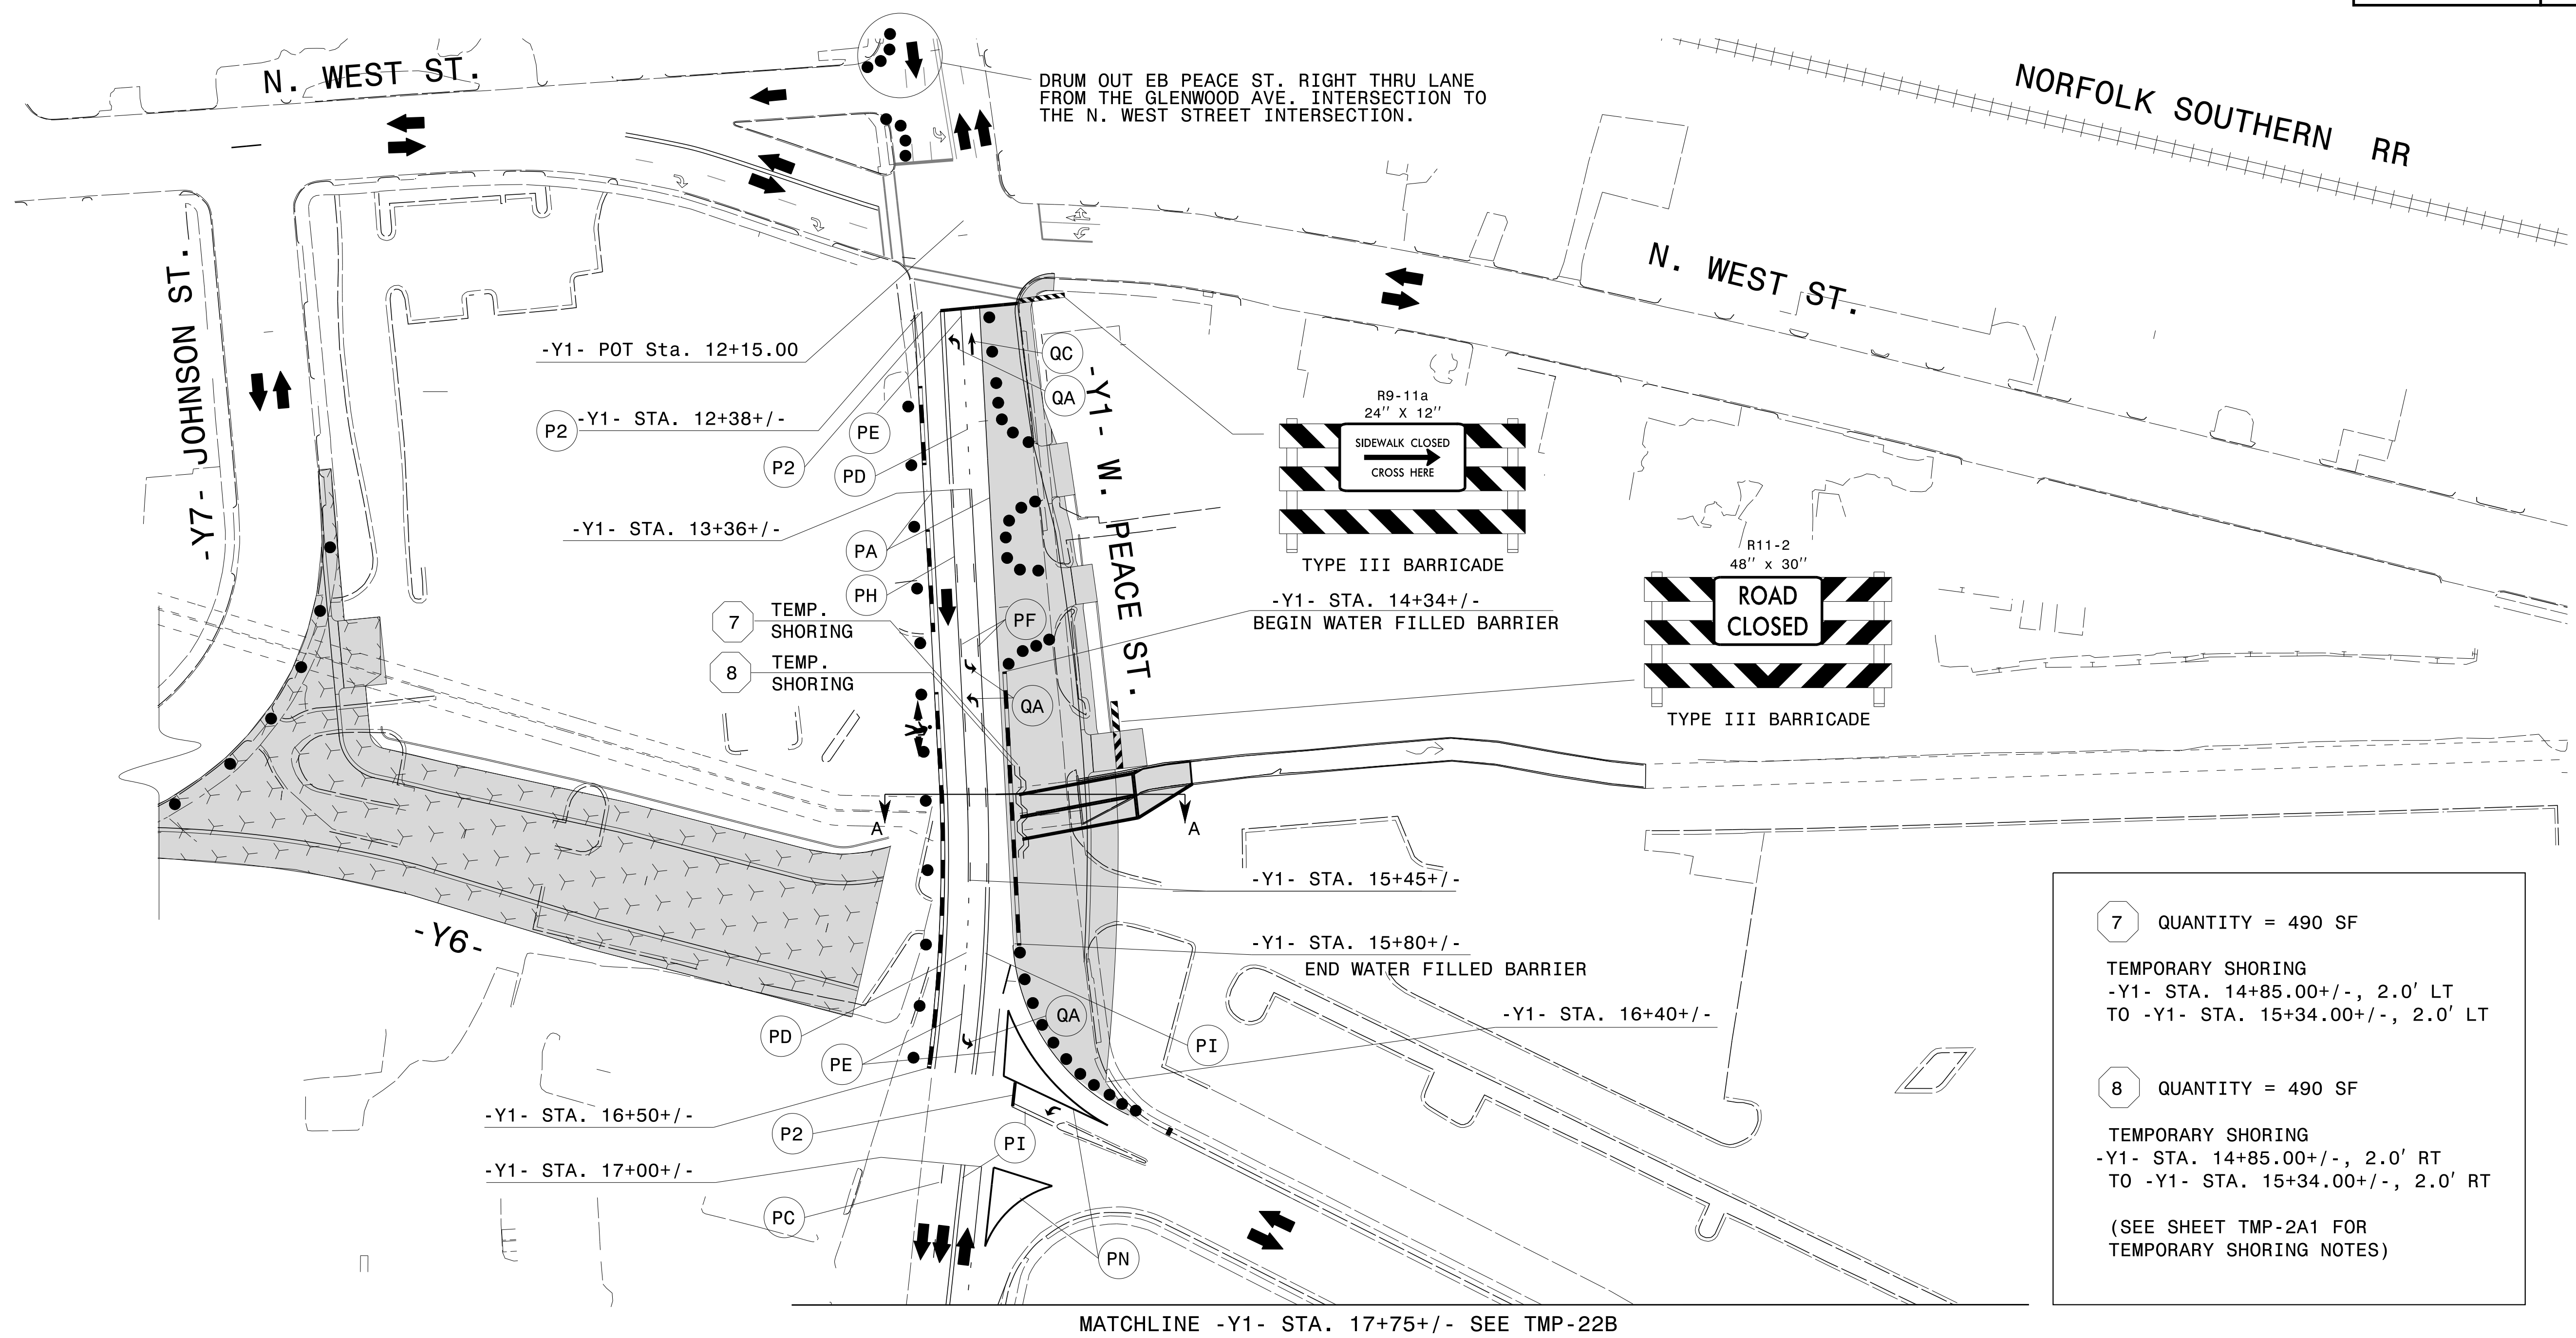 N. WEST ST.
DRUM OUT EB PEACE ST. RIGHT THRU LANE
FROM THE GLENWOOD AVE. INTERSECTION TO
THE N. WEST STREET INTERSECTION.
NORFOLK SOUTHERN RR
N. WEST ST.
-Y7- JOHNSON ST.
-Y1- POT Sta. 12+15.00
P2
-Y1- STA. 12+38+/-
PE
P2
PD
-Y1- STA. 13+36+/-
PA
PH
QC
QA
-Y1- W. PEACE ST.
R9-11a
24'' X 12''
SIDEWALK CLOSED
CROSS HERE
TYPE III BARRICADE
R11-2
48'' x 30''
ROAD
CLOSED
TYPE III BARRICADE
7
TEMP.
SHORING
8
TEMP.
SHORING
PF
-Y1- STA. 14+34+/-
BEGIN WATER FILLED BARRIER
QA
A
A
-Y1- STA. 15+45+/-
-Y6-
-Y1- STA. 15+80+/-
END WATER FILLED BARRIER
QA
-Y1- STA. 16+40+/-
PD
PI
PE
-Y1- STA. 16+50+/-
P2
PI
-Y1- STA. 17+00+/-
PC
PN
7
QUANTITY = 490 SF
TEMPORARY SHORING
-Y1- STA. 14+85.00+/-, 2.0' LT
TO -Y1- STA. 15+34.00+/-, 2.0' LT
8
QUANTITY = 490 SF
TEMPORARY SHORING
-Y1- STA. 14+85.00+/-, 2.0' RT
TO -Y1- STA. 15+34.00+/-, 2.0' RT
(SEE SHEET TMP-2A1 FOR
TEMPORARY SHORING NOTES)
MATCHLINE -Y1- STA. 17+75+/- SEE TMP-22B